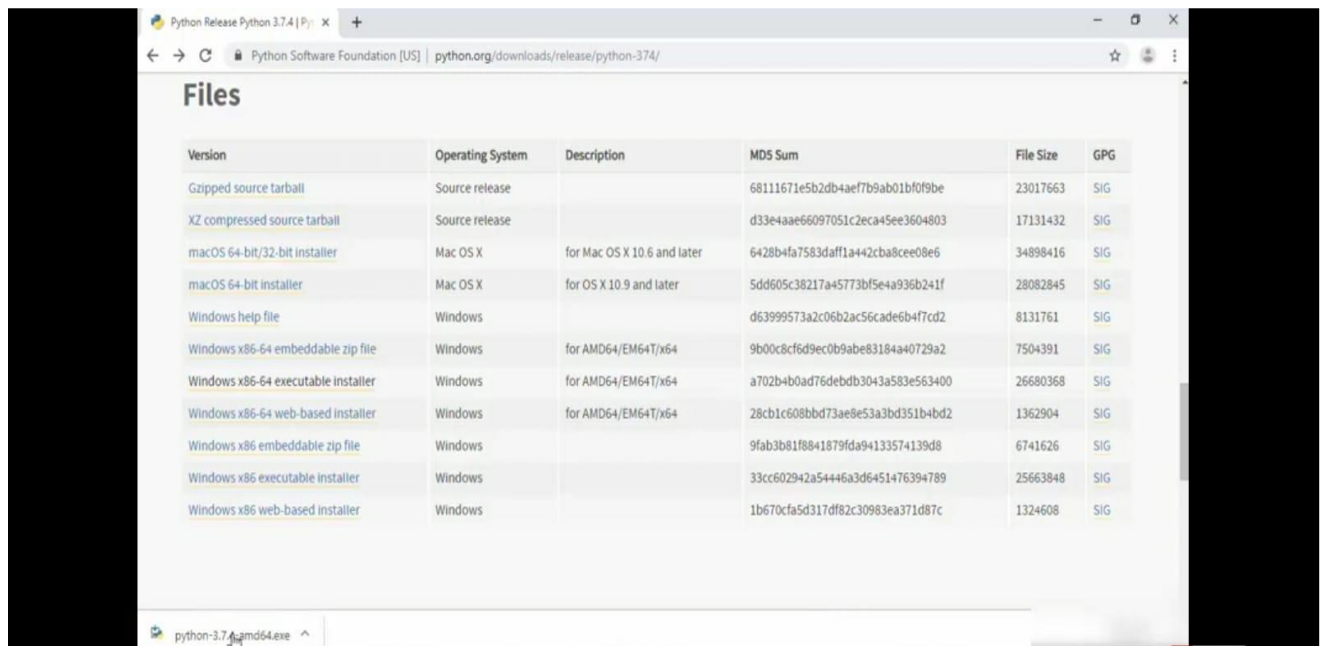 Python Release Python 3.7.4 | Py
Python Software Foundation [US] | python.org/downloads/release/python-374/
Files
Version Operating System Description MD5 Sum File Size GPG
Gzipped source tarball Source release 68111671e5b2db4aef7b9ab01bf0f9be 23017663 SIG
XZ compressed source tarball Source release d33e4aae66097051c2eca45ee3604803 17131432 SIG
macOS 64-bit/32-bit installer Mac OS X for Mac OS X 10.6 and later 6428b4fa7583daff1a442cba8cee08e6 34898416 SIG
macOS 64-bit installer Mac OS X for OS X 10.9 and later 5dd605c38217a45773bf5e4a936b241f 28082845 SIG
Windows help file Windows d63999573a2c06b2ac56cade6b4f7cd2 8131761 SIG
Windows x86-64 embeddable zip file Windows for AMD64/EM64T/x64 9b00c8cf6d9ec0b9abe83184a40729a2 7504391 SIG
Windows x86-64 executable installer Windows for AMD64/EM64T/x64 a702b4b0ad76debdb3043a583e563400 26680368 SIG
Windows x86-64 web-based installer Windows for AMD64/EM64T/x64 28cb1c608bbd73ae8e53a3bd351b4bd2 1362904 SIG
Windows x86 embeddable zip file Windows 9fab3b81f8841879fda94133574139d8 6741626 SIG
Windows x86 executable installer Windows 33cc602942a54446a3d6451476394789 25663848 SIG
Windows x86 web-based installer Windows 1b670cfa5d317df82c30983ea371d87c 1324608 SIG
python-3.7.4-amd64.exe